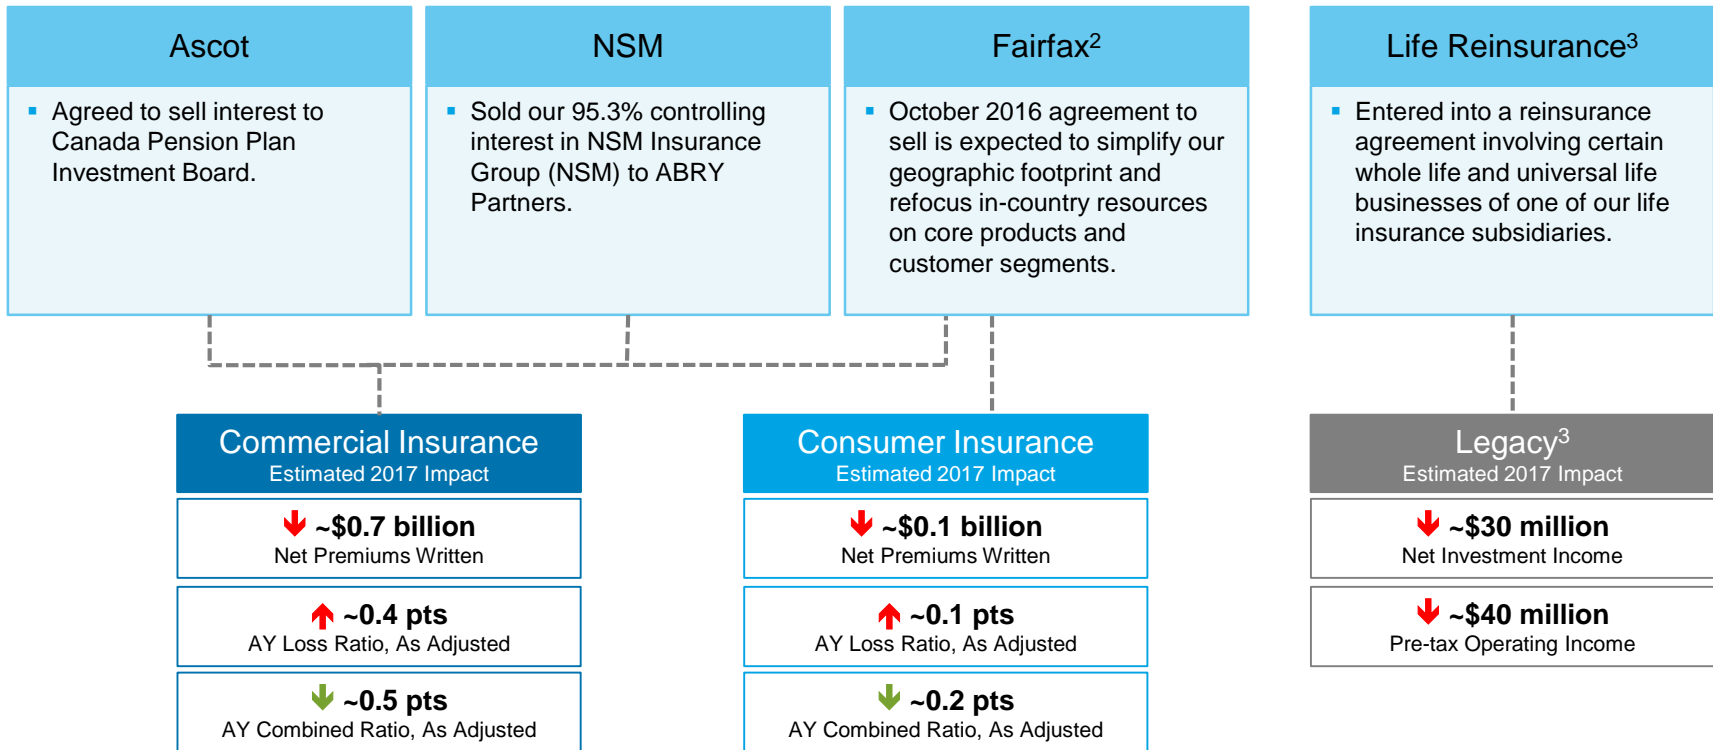 Ascot
▪ Agreed to sell interest to
Canada Pension Plan
Investment Board.
NSM
▪ Sold our 95.3% controlling
interest in NSM Insurance
Group (NSM) to ABRY
Partners.
Fairfax²
▪ October 2016 agreement to
sell is expected to simplify our
geographic footprint and
refocus in-country resources
on core products and
customer segments.
Life Reinsurance³
▪ Entered into a reinsurance
agreement involving certain
whole life and universal life
businesses of one of our life
insurance subsidiaries.
Commercial Insurance
Estimated 2017 Impact
~$0.7 billion
Net Premiums Written
~0.4 pts
AY Loss Ratio, As Adjusted
~0.5 pts
AY Combined Ratio, As Adjusted
Consumer Insurance
Estimated 2017 Impact
~$0.1 billion
Net Premiums Written
~0.1 pts
AY Loss Ratio, As Adjusted
~0.2 pts
AY Combined Ratio, As Adjusted
Legacy³
Estimated 2017 Impact
~$30 million
Net Investment Income
~$40 million
Pre-tax Operating Income